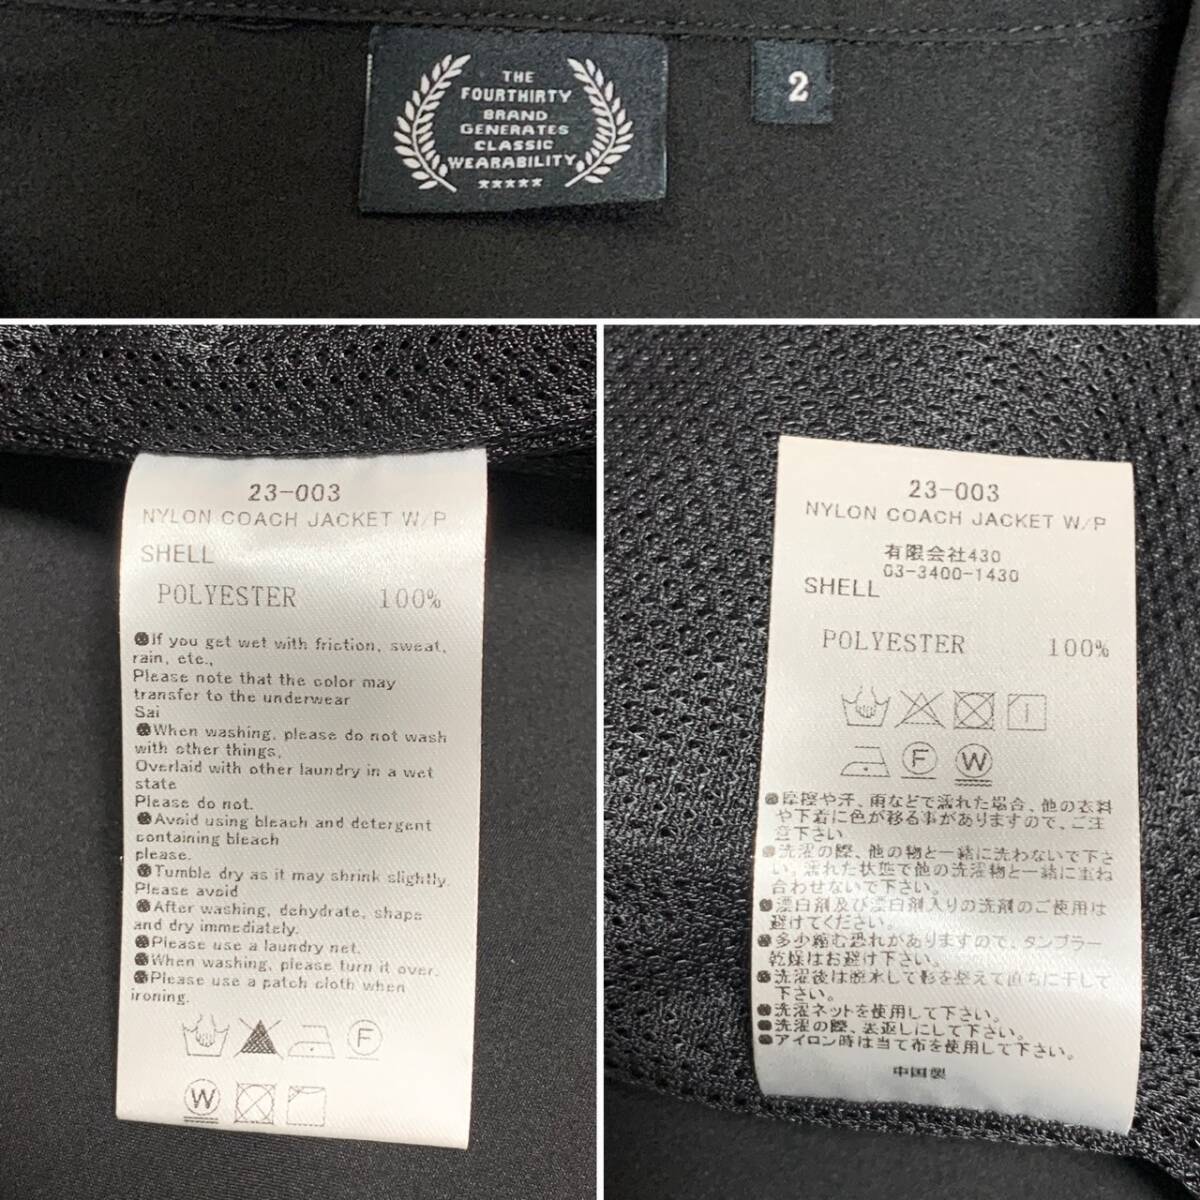 THE
FOURTHIRTY
BRAND
GENERATES
CLASSIC
WEARABILITY
★★★★★
2
23-003
NYLON COACH JACKET W/P
SHELL
POLYESTER 100%
●If you get wet with friction, sweat,
rain, etc.,
Please note that the color may
transfer to the underwear
Sai
●When washing, please do not wash
with other things.
Overlaid with other laundry in a wet
state
Please do not.
●Avoid using bleach and detergent
containing bleach
please.
●Tumble dry as it may shrink slightly.
Please avoid
●After washing, dehydrate, shape
and dry immediately.
●Please use a laundry net.
●When washing, please turn it over.
●Please use a patch cloth when
ironing.
F
W
23-003
NYLON COACH JACKET W/P
有限会社430
03-3400-1430
SHELL
POLYESTER 100%
F
W
●摩擦や汗、雨などで濡れた場合、他の衣料
や下着に色が移る事がありますので、ご注
意下さい
●洗濯の際、他の物と一緒に洗わないで下さ
い。濡れた状態で他の洗濯物と一緒に重ね
合わせないで下さい。
●漂白剤及び漂白剤入りの洗剤のご使用は
避けてください。
●多少縮む恐れがありますので、タンブラー
乾燥はお避け下さい。
●洗濯後は脱水して形を整えて直ちに干して
下さい。
●洗濯ネットを使用して下さい。
●洗濯の際、裏返しにして下さい。
●アイロン時は当て布を使用して下さい。
中国製